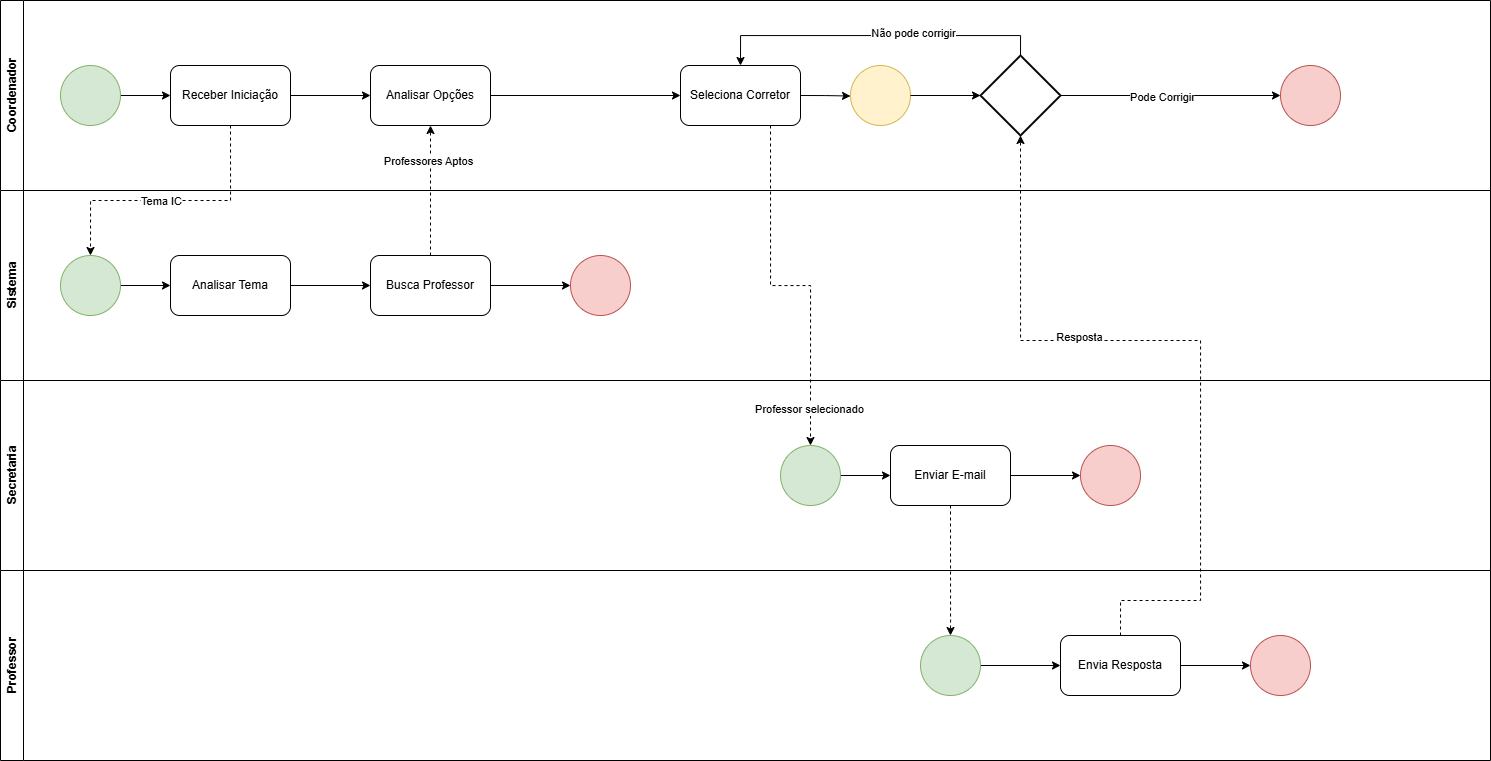 Coordenador
Não pode corrigir
Receber Iniciação
Analisar Opções
Seleciona Corretor
Pode Corrigir
Professores Aptos
Sistema
Tema IC
Analisar Tema
Busca Professor
Resposta
Secretaria
Professor selecionado
Enviar E-mail
Professor
Envia Resposta